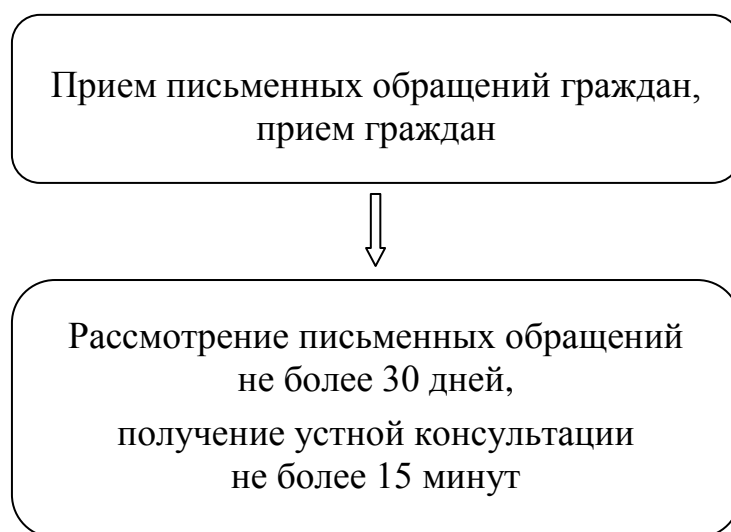 Прием письменных обращений граждан,
прием граждан
Рассмотрение письменных обращений
не более 30 дней,
получение устной консультации
не более 15 минут